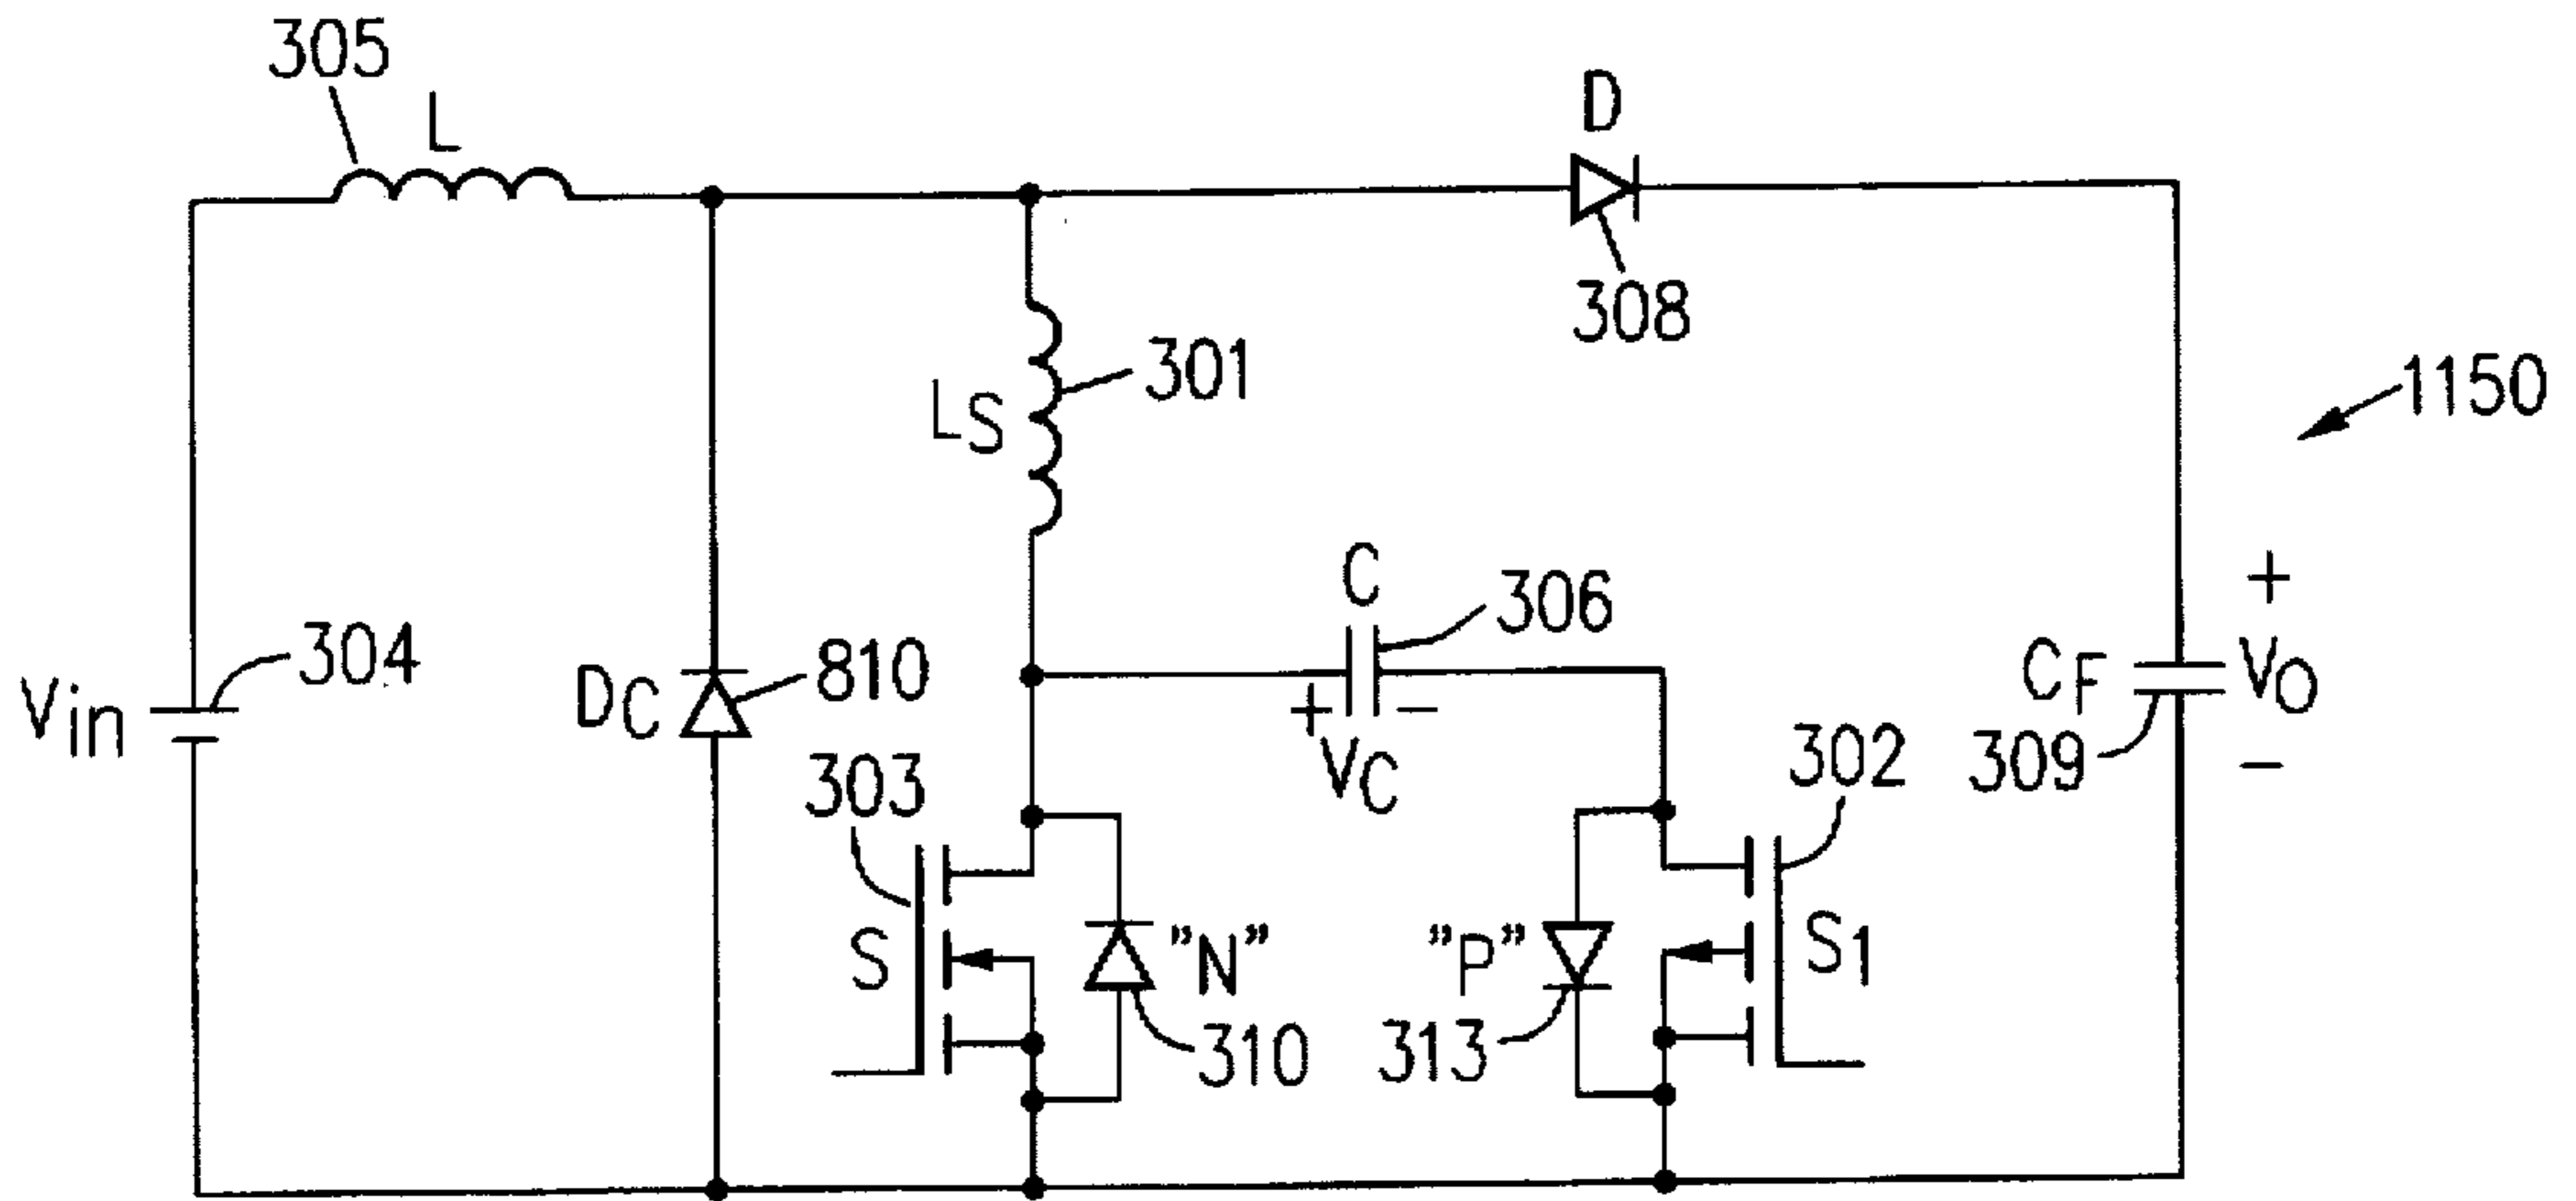 305
L
D
308
301
LS
1150
C
306
+
304
Vin
DC
810
CF
VO
+ -
VC
302
309
-
303
S
"N"
"P"
S1
310
313